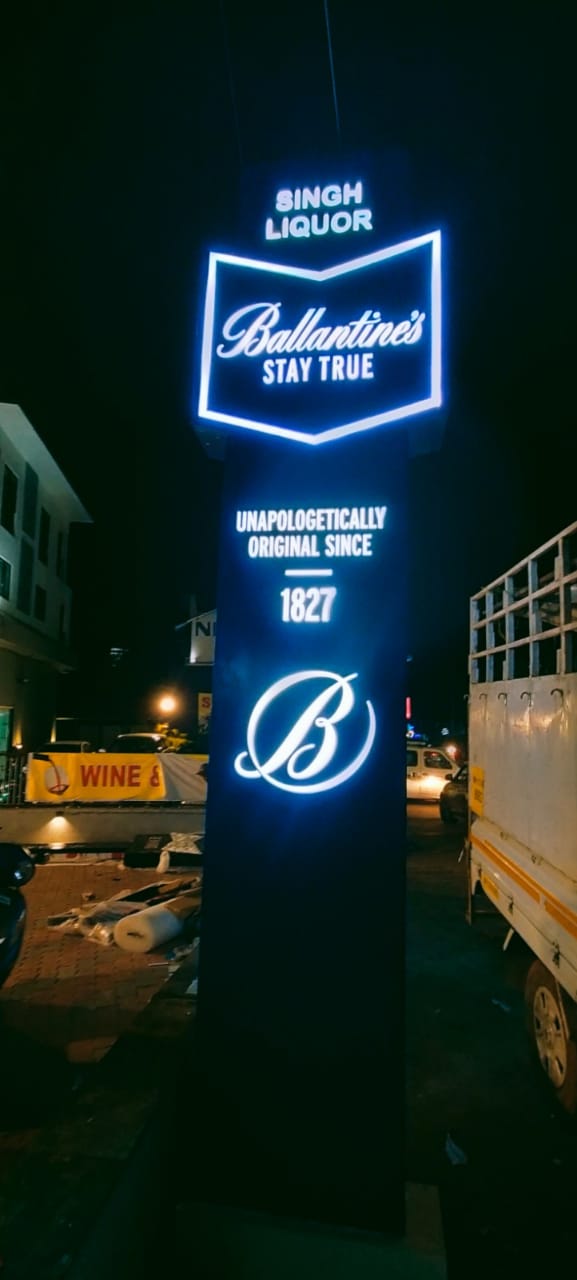 SINGH
LIQUOR
Ballantine's
STAY TRUE
UNAPOLOGETICALLY
ORIGINAL SINCE
1827
B
WINE &